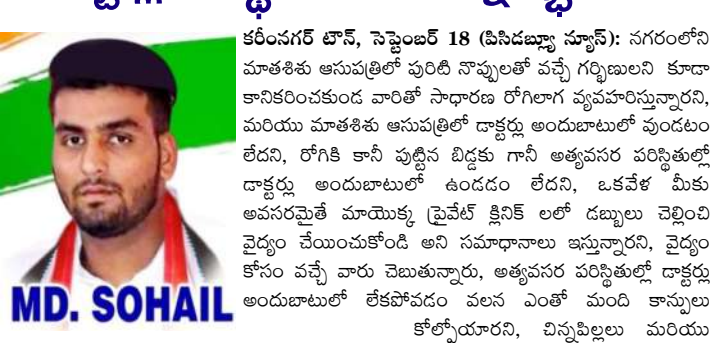 కరీంనగర్ టౌన్, సెప్టెంబర్ 18 (పిసిడబ్ల్యూ న్యూస్): నగరంలోని
మాతశిశు ఆసుపత్రిలో పురిటి నొప్పులతో వచ్చే గర్భిణులని కూడా
కానికరించకుండ వారితో సాధారణ రోగిలాగ వ్యవహరిస్తున్నారని,
మరియు మాతశిశు ఆసుపత్రిలో డాక్టర్లు అందుబాటులో వుండటం
లేదని, రోగికి కానీ పుట్టిన బిడ్డకు గానీ అత్యవసర పరిస్థితుల్లో
డాక్టర్లు అందుబాటులో ఉండడం లేదని, ఒకవేళ మీకు
అవసరమైతే మాయొక్క ప్రైవేట్ క్లినిక్ లలో డబ్బులు చెల్లించి
వైద్యం చేయించుకోండి అని సమాధానాలు ఇస్తున్నారని, వైద్యం
కోసం వచ్చే వారు చెబుతున్నారు, అత్యవసర పరిస్థితుల్లో డాక్టర్లు
అందుబాటులో లేకపోవడం వలన ఎంతో మంది కాన్పులు
కోల్పోయారని, చిన్నపిల్లలు మరియు
MD. SOHAIL